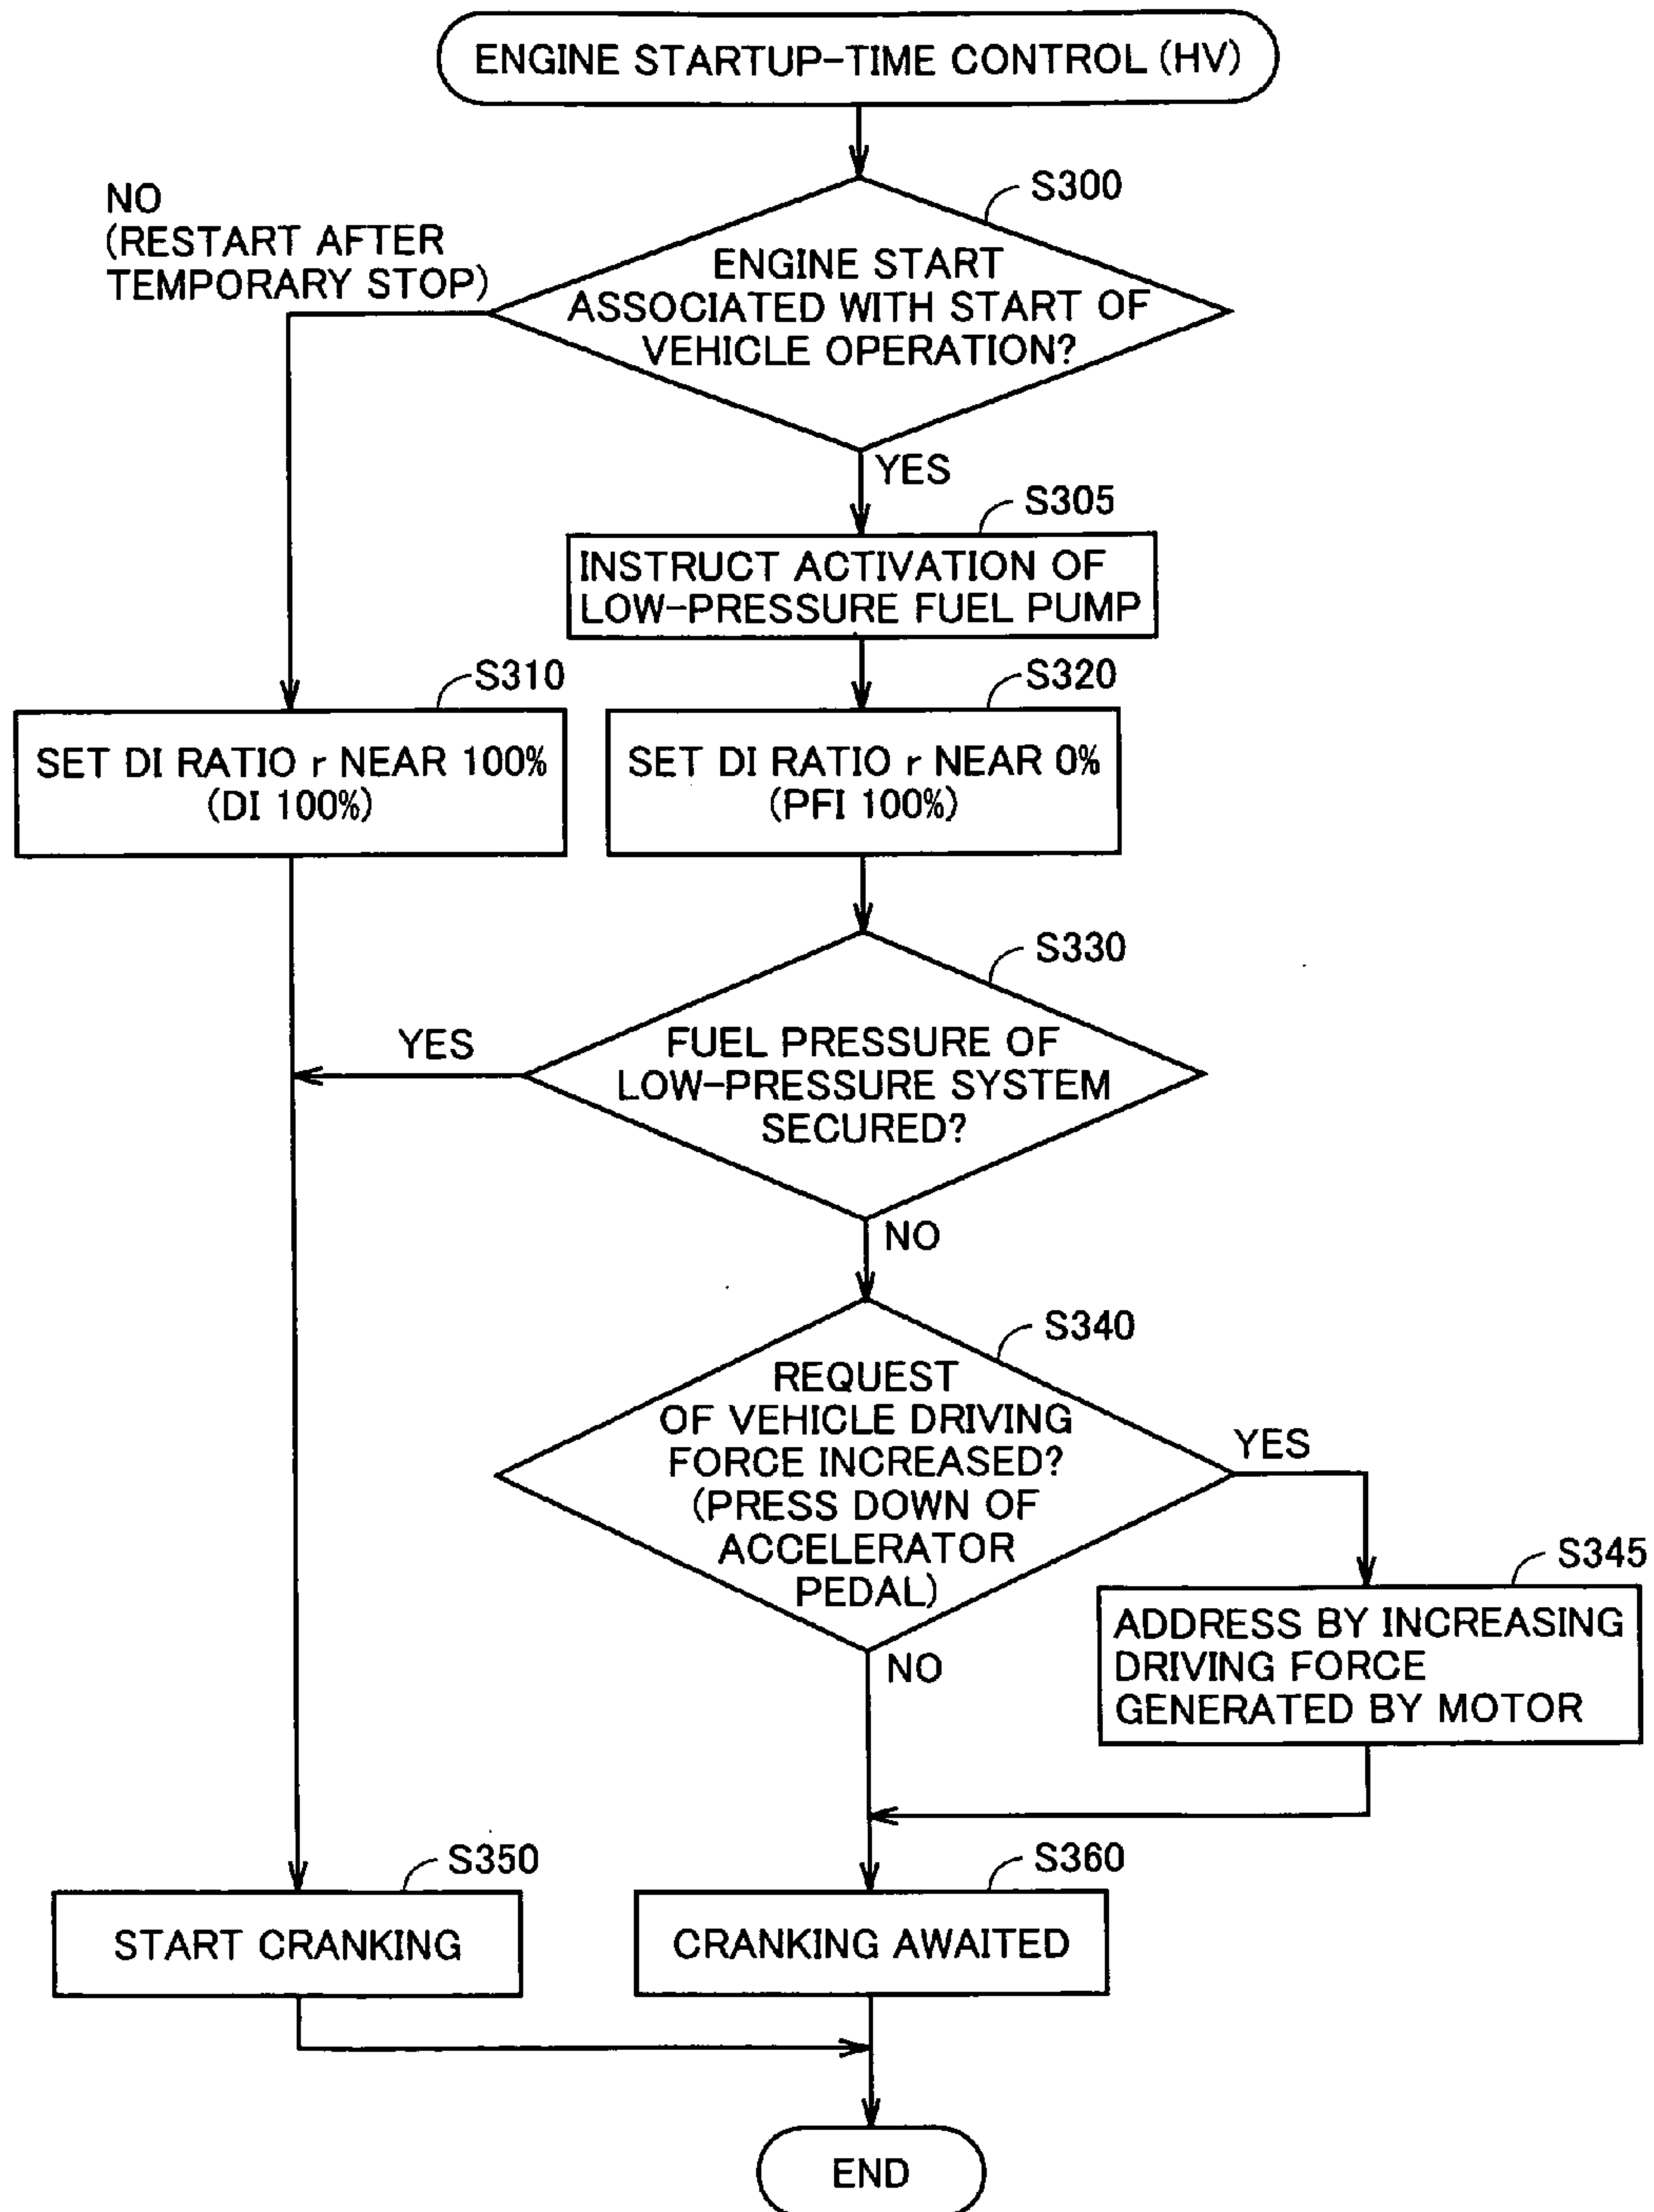 ENGINE STARTUP-TIME CONTROL (HV)
S300
NO
(RESTART AFTER
TEMPORARY STOP)
ENGINE START
ASSOCIATED WITH START OF
VEHICLE OPERATION?
YES
S305
INSTRUCT ACTIVATION OF
LOW-PRESSURE FUEL PUMP
S310
SET DI RATIO r NEAR 100%
(DI 100%)
S320
SET DI RATIO r NEAR 0%
(PFI 100%)
S330
YES
FUEL PRESSURE OF
LOW-PRESSURE SYSTEM
SECURED?
NO
S340
REQUEST
OF VEHICLE DRIVING
FORCE INCREASED?
(PRESS DOWN OF
ACCELERATOR
PEDAL)
YES
S345
ADDRESS BY INCREASING
DRIVING FORCE
GENERATED BY MOTOR
NO
S350
START CRANKING
S360
CRANKING AWAITED
END